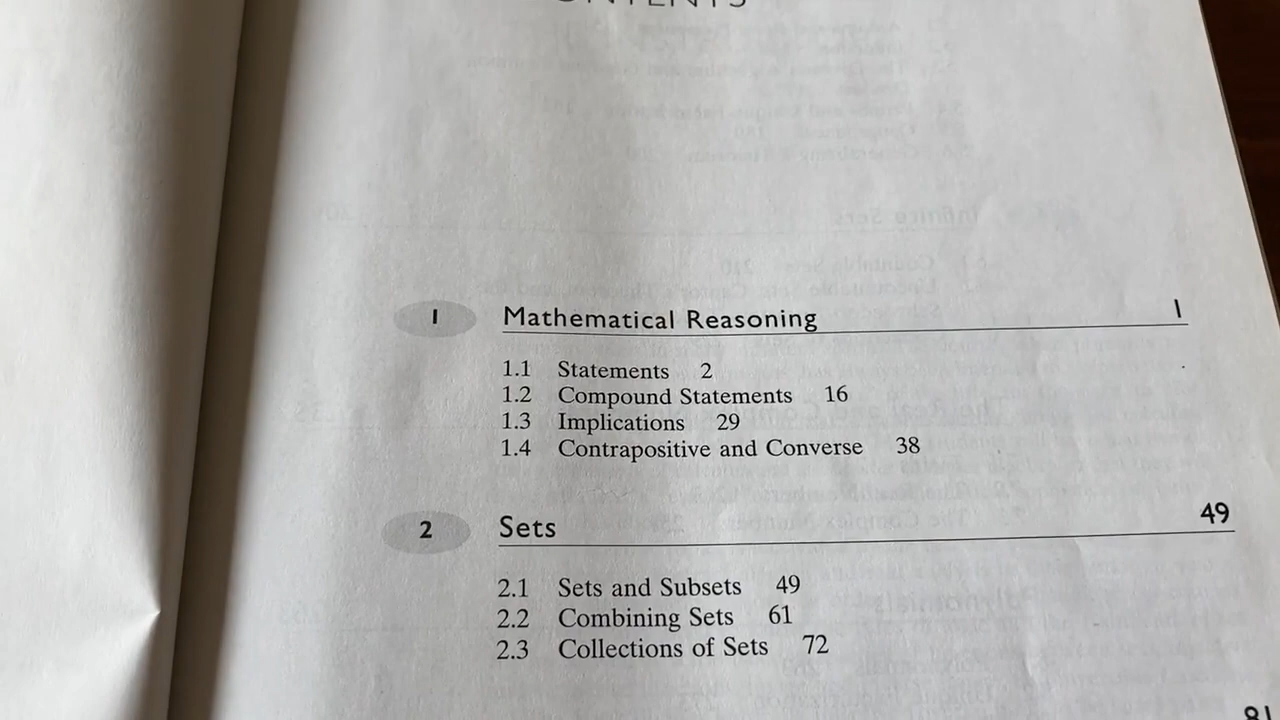 1 Mathematical Reasoning 1
1.1 Statements 2
1.2 Compound Statements 16
1.3 Implications 29
1.4 Contrapositive and Converse 38
2 Sets 49
2.1 Sets and Subsets 49
2.2 Combining Sets 61
2.3 Collections of Sets 72
81